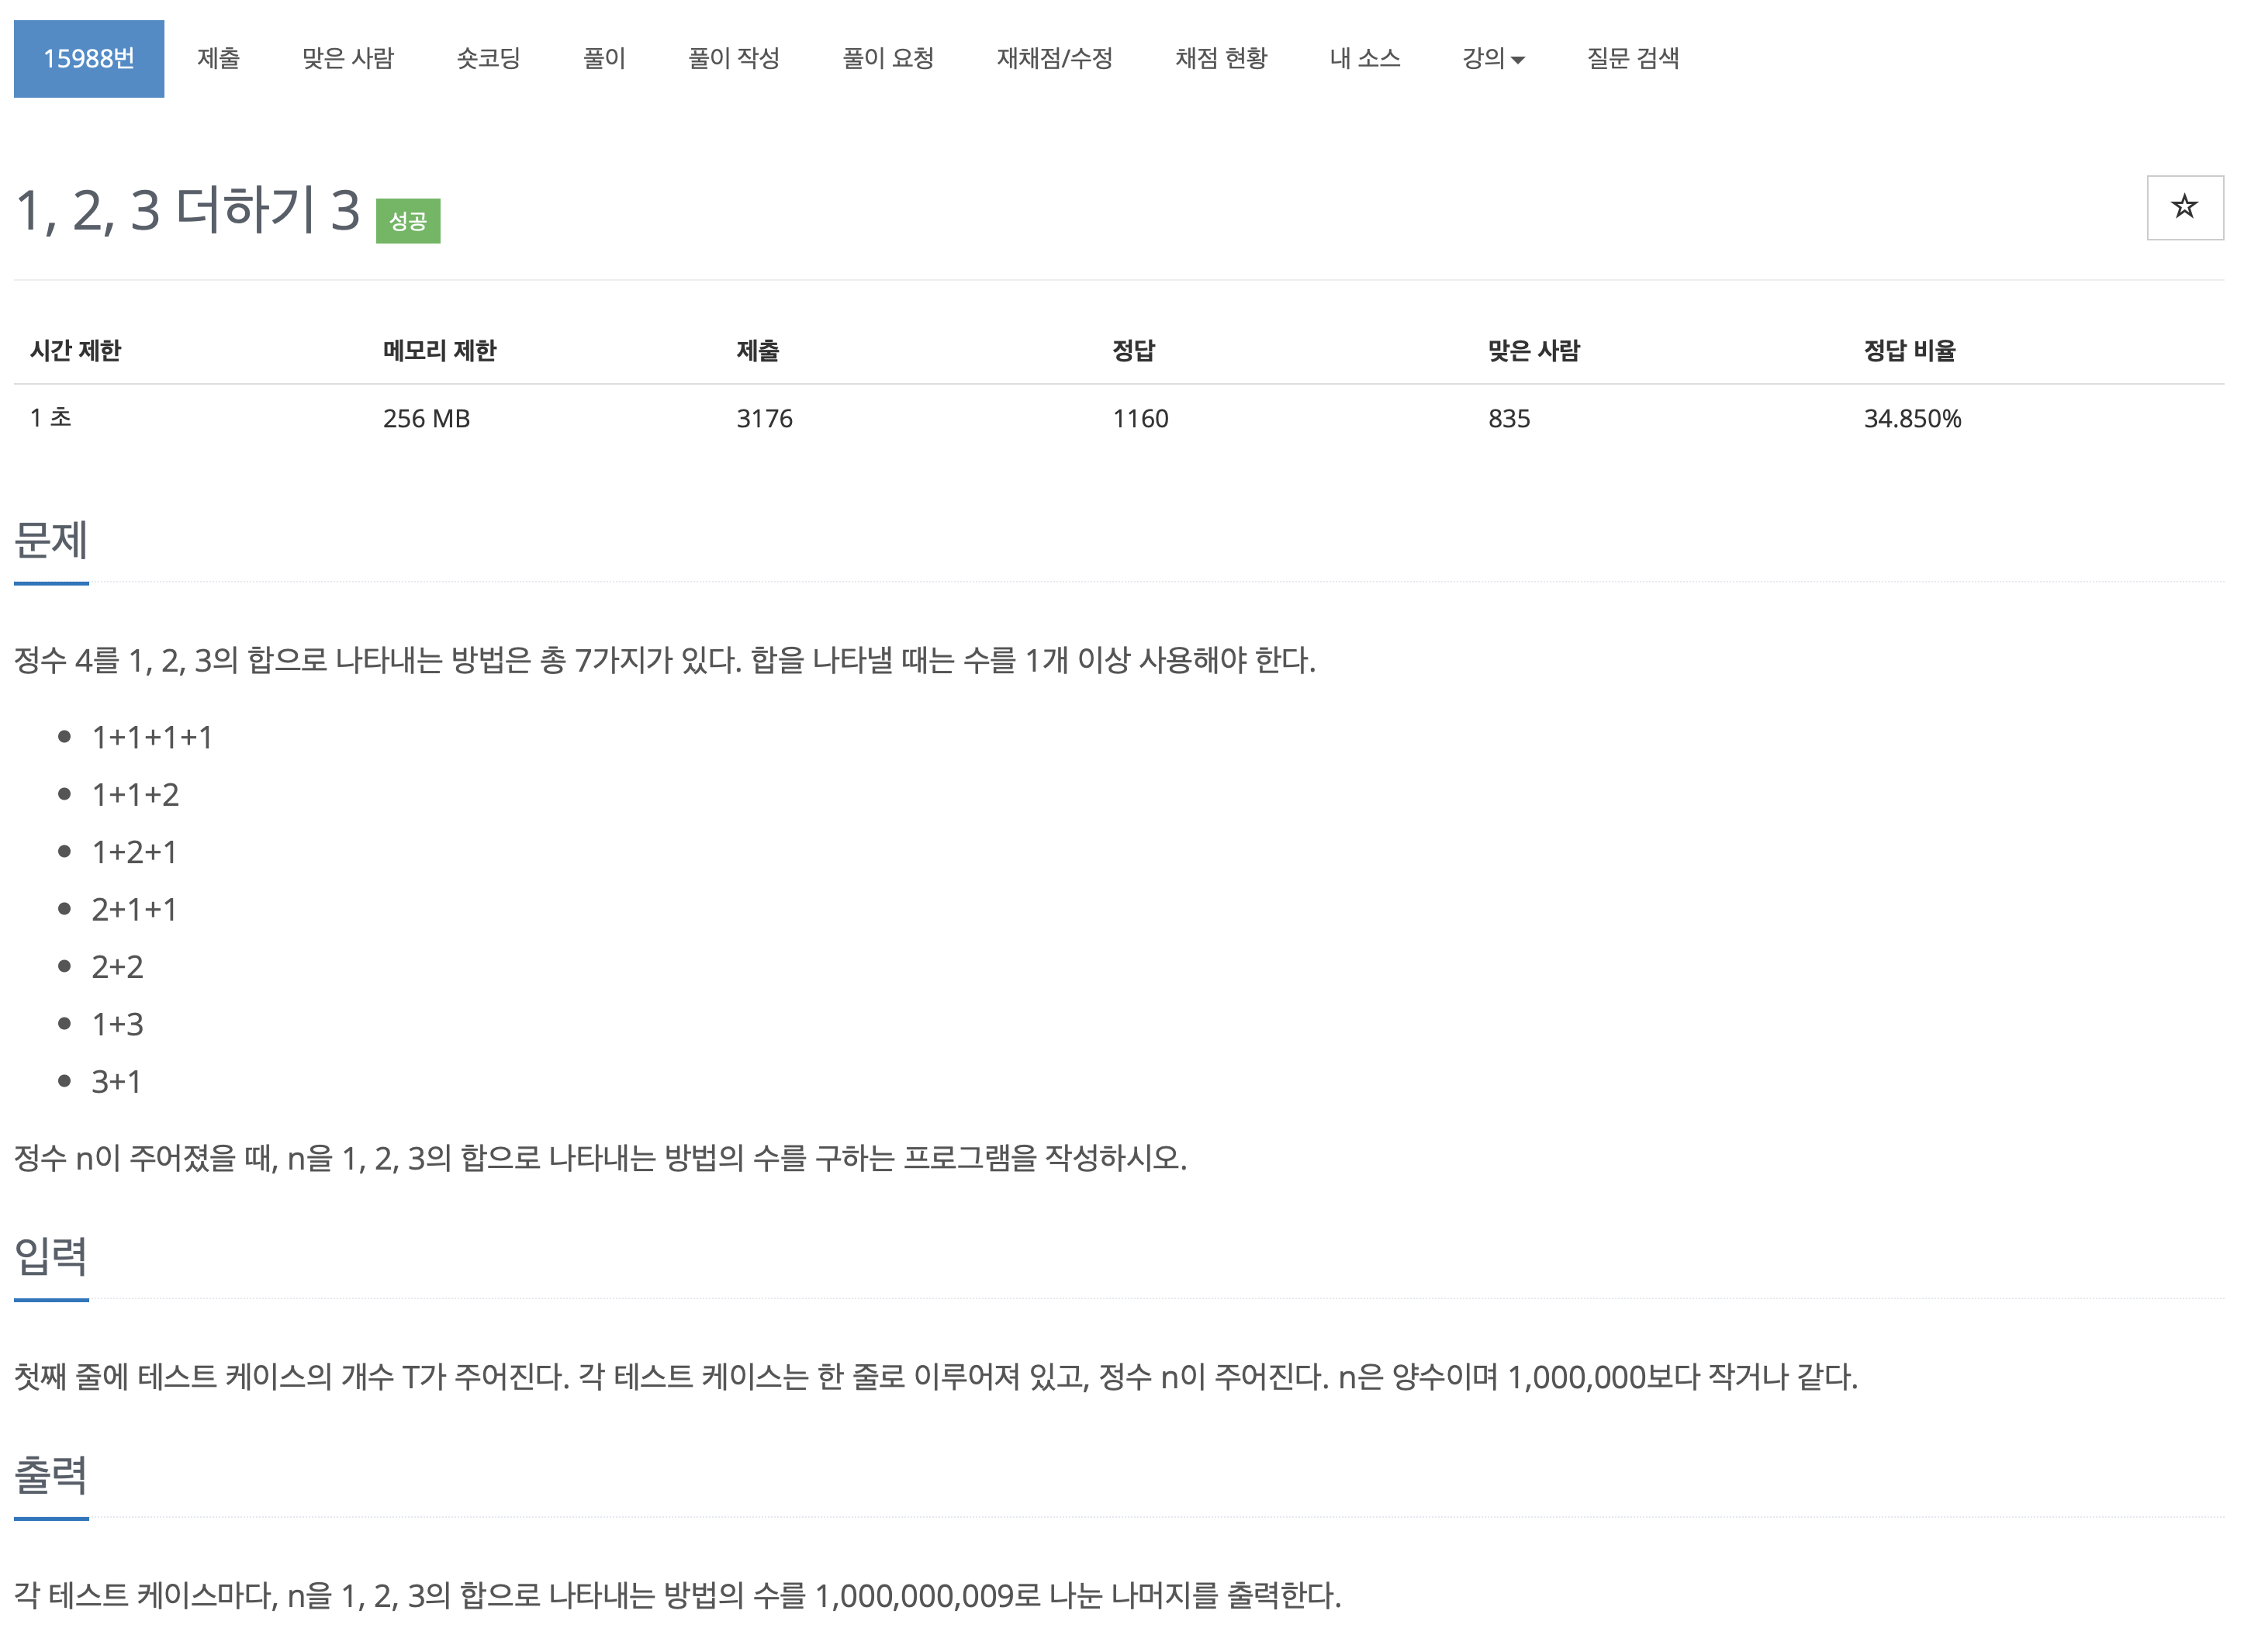 15988번 제출 맞은 사람 숏코딩 풀이 풀이 작성 풀이 요청 재채점/수정 채점 현황 내 소스 강의 질문 검색
1, 2, 3 더하기 3 성공
시간 제한 메모리 제한 제출 정답 맞은 사람 정답 비율
1 초 256 MB 3176 1160 835 34.850%
문제
정수 4를 1, 2, 3의 합으로 나타내는 방법은 총 7가지가 있다. 합을 나타낼 때는 수를 1개 이상 사용해야 한다.
1+1+1+1
1+1+2
1+2+1
2+1+1
2+2
1+3
3+1
정수 n이 주어졌을 때, n을 1, 2, 3의 합으로 나타내는 방법의 수를 구하는 프로그램을 작성하시오.
입력
첫째 줄에 테스트 케이스의 개수 T가 주어진다. 각 테스트 케이스는 한 줄로 이루어져 있고, 정수 n이 주어진다. n은 양수이며 1,000,000보다 작거나 같다.
출력
각 테스트 케이스마다, n을 1, 2, 3의 합으로 나타내는 방법의 수를 1,000,000,009로 나눈 나머지를 출력한다.